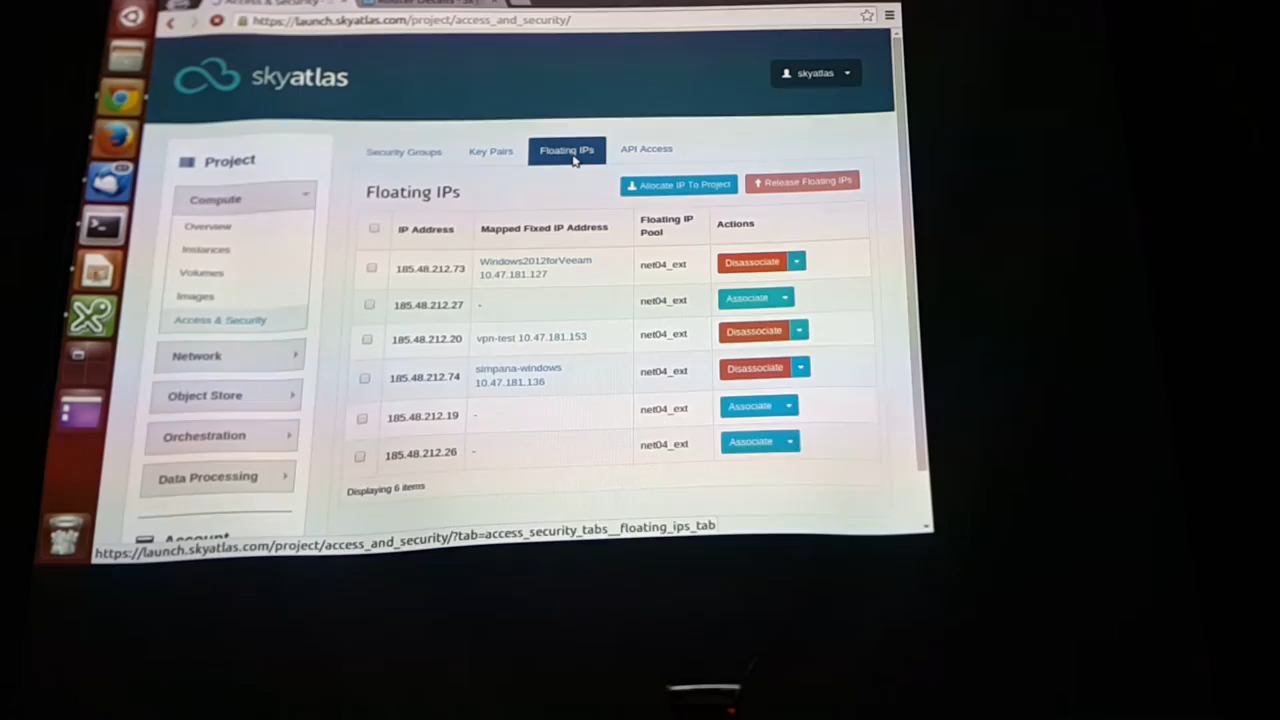 https://launch.skyatlas.com/project/access_and_security/
skyatlas
skyatlas
Project
Compute
Overview
Instances
Volumes
Images
Access & Security
Network
Object Store
Orchestration
Data Processing
Account
Security Groups
Key Pairs
Floating IPs
API Access
Floating IPs
Allocate IP To Project
Release Floating IPs
IP Address
Mapped Fixed IP Address
Floating IP
Pool
Actions
185.48.212.73
Windows2012forVeeam
10.47.181.127
net04_ext
Disassociate
185.48.212.27
-
net04_ext
Associate
185.48.212.20
vpn-test 10.47.181.153
net04_ext
Disassociate
185.48.212.74
simpana-windows
10.47.181.136
net04_ext
Disassociate
185.48.212.19
-
net04_ext
Associate
185.48.212.26
-
net04_ext
Associate
Displaying 6 items
https://launch.skyatlas.com/project/access_and_security/?tab=access_security_tabs__floating_ips_tab